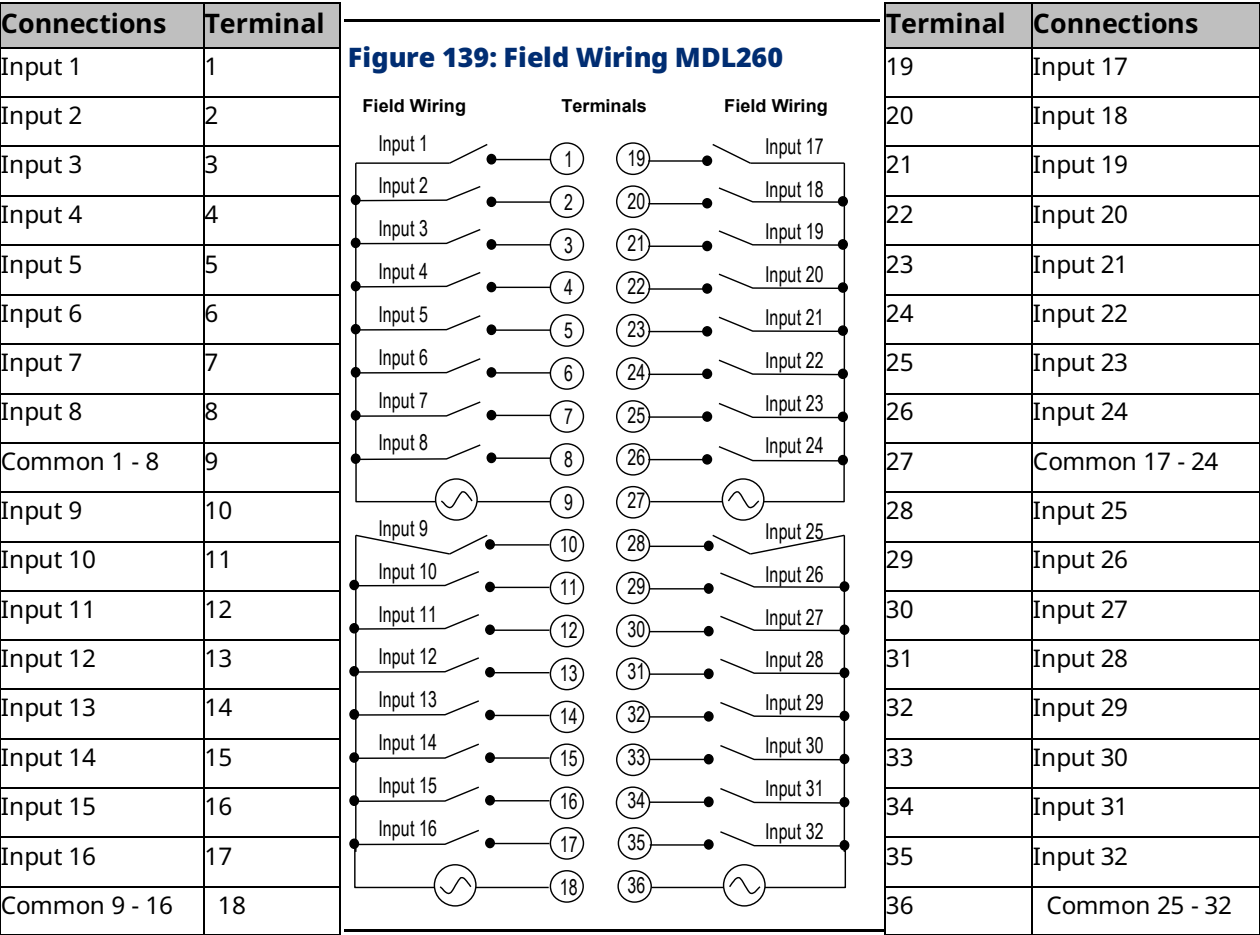 Connections Terminal
Input 1 1
Input 2 2
Input 3 3
Input 4 4
Input 5 5
Input 6 6
Input 7 7
Input 8 8
Common 1 - 8 9
Input 9 10
Input 10 11
Input 11 12
Input 12 13
Input 13 14
Input 14 15
Input 15 16
Input 16 17
Common 9 - 16 18
Figure 139: Field Wiring MDL260
Field Wiring Terminals Field Wiring
Input 1 1 19 Input 17
Input 2 2 20 Input 18
Input 3 3 21 Input 19
Input 4 4 22 Input 20
Input 5 5 23 Input 21
Input 6 6 24 Input 22
Input 7 7 25 Input 23
Input 8 8 26 Input 24
9 27
Input 9 10 28 Input 25
Input 10 11 29 Input 26
Input 11 12 30 Input 27
Input 12 13 31 Input 28
Input 13 14 32 Input 29
Input 14 15 33 Input 30
Input 15 16 34 Input 31
Input 16 17 35 Input 32
18 36
Terminal Connections
19 Input 17
20 Input 18
21 Input 19
22 Input 20
23 Input 21
24 Input 22
25 Input 23
26 Input 24
27 Common 17 - 24
28 Input 25
29 Input 26
30 Input 27
31 Input 28
32 Input 29
33 Input 30
34 Input 31
35 Input 32
36 Common 25 - 32